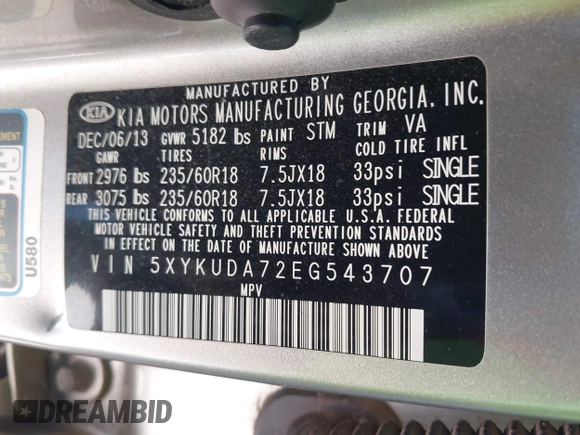 MANUFACTURED BY
KIA KIA MOTORS MANUFACTURING GEORGIA, INC.
DEC/06/13 GVWR 5182 lbs PAINT STM TRIM VA
GAWR TIRES RIMS COLD TIRE INFL
FRONT 2976 lbs 235/60R18 7.5JX18 33psi SINGLE
REAR 3075 lbs 235/60R18 7.5JX18 33psi SINGLE
THIS VEHICLE CONFORMS TO ALL APPLICABLE U.S.A. FEDERAL
MOTOR VEHICLE SAFETY AND THEFT PREVENTION STANDARDS
IN EFFECT ON THE DATE OF MANUFACTURE SHOWN ABOVE
VIN 5XYKUDA72EG543707
MPV
U580
DREAMBID